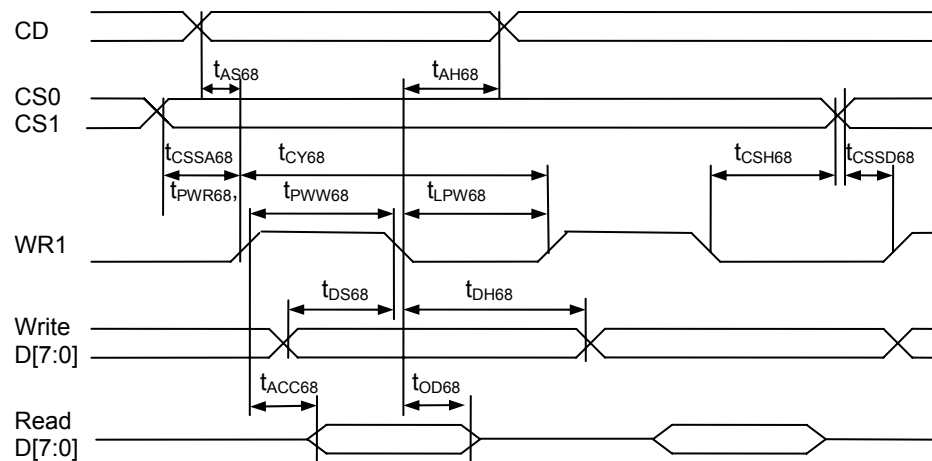 CD
tAS68 tAH68
CS0
CS1
tCSSA68 tCY68 tCSH68 tCSSD68
tPWR68, tPWW68 tLPW68
WR1
tDS68 tDH68
Write
D[7:0]
tACC68 tOD68
Read
D[7:0]